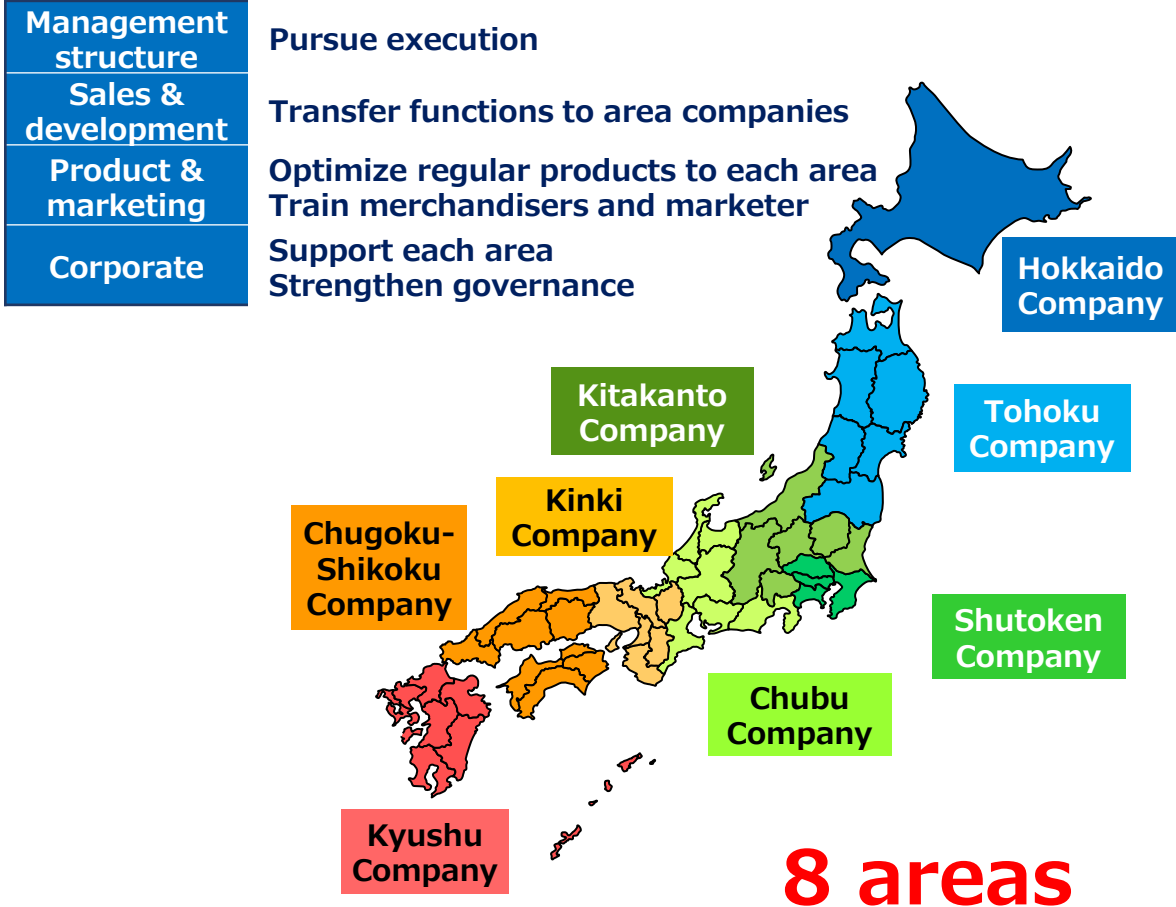 Management
structure
Pursue execution
Sales &
development
Transfer functions to area companies
Product &
marketing
Optimize regular products to each area
Train merchandisers and marketer
Corporate
Support each area
Strengthen governance
Hokkaido
Company
Kitakanto
Company
Tohoku
Company
Kinki
Company
Chugoku-
Shikoku
Company
Shutoken
Company
Chubu
Company
Kyushu
Company
8 areas